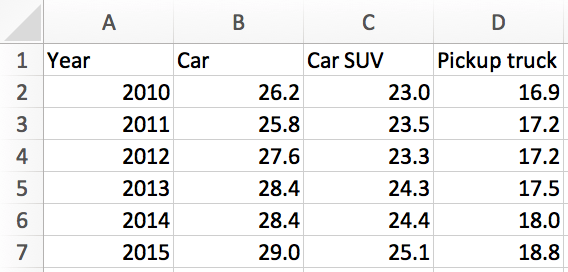 A B C D
1 Year Car Car SUV Pickup truck
2 2010 26.2 23.0 16.9
3 2011 25.8 23.5 17.2
4 2012 27.6 23.3 17.2
5 2013 28.4 24.3 17.5
6 2014 28.4 24.4 18.0
7 2015 29.0 25.1 18.8